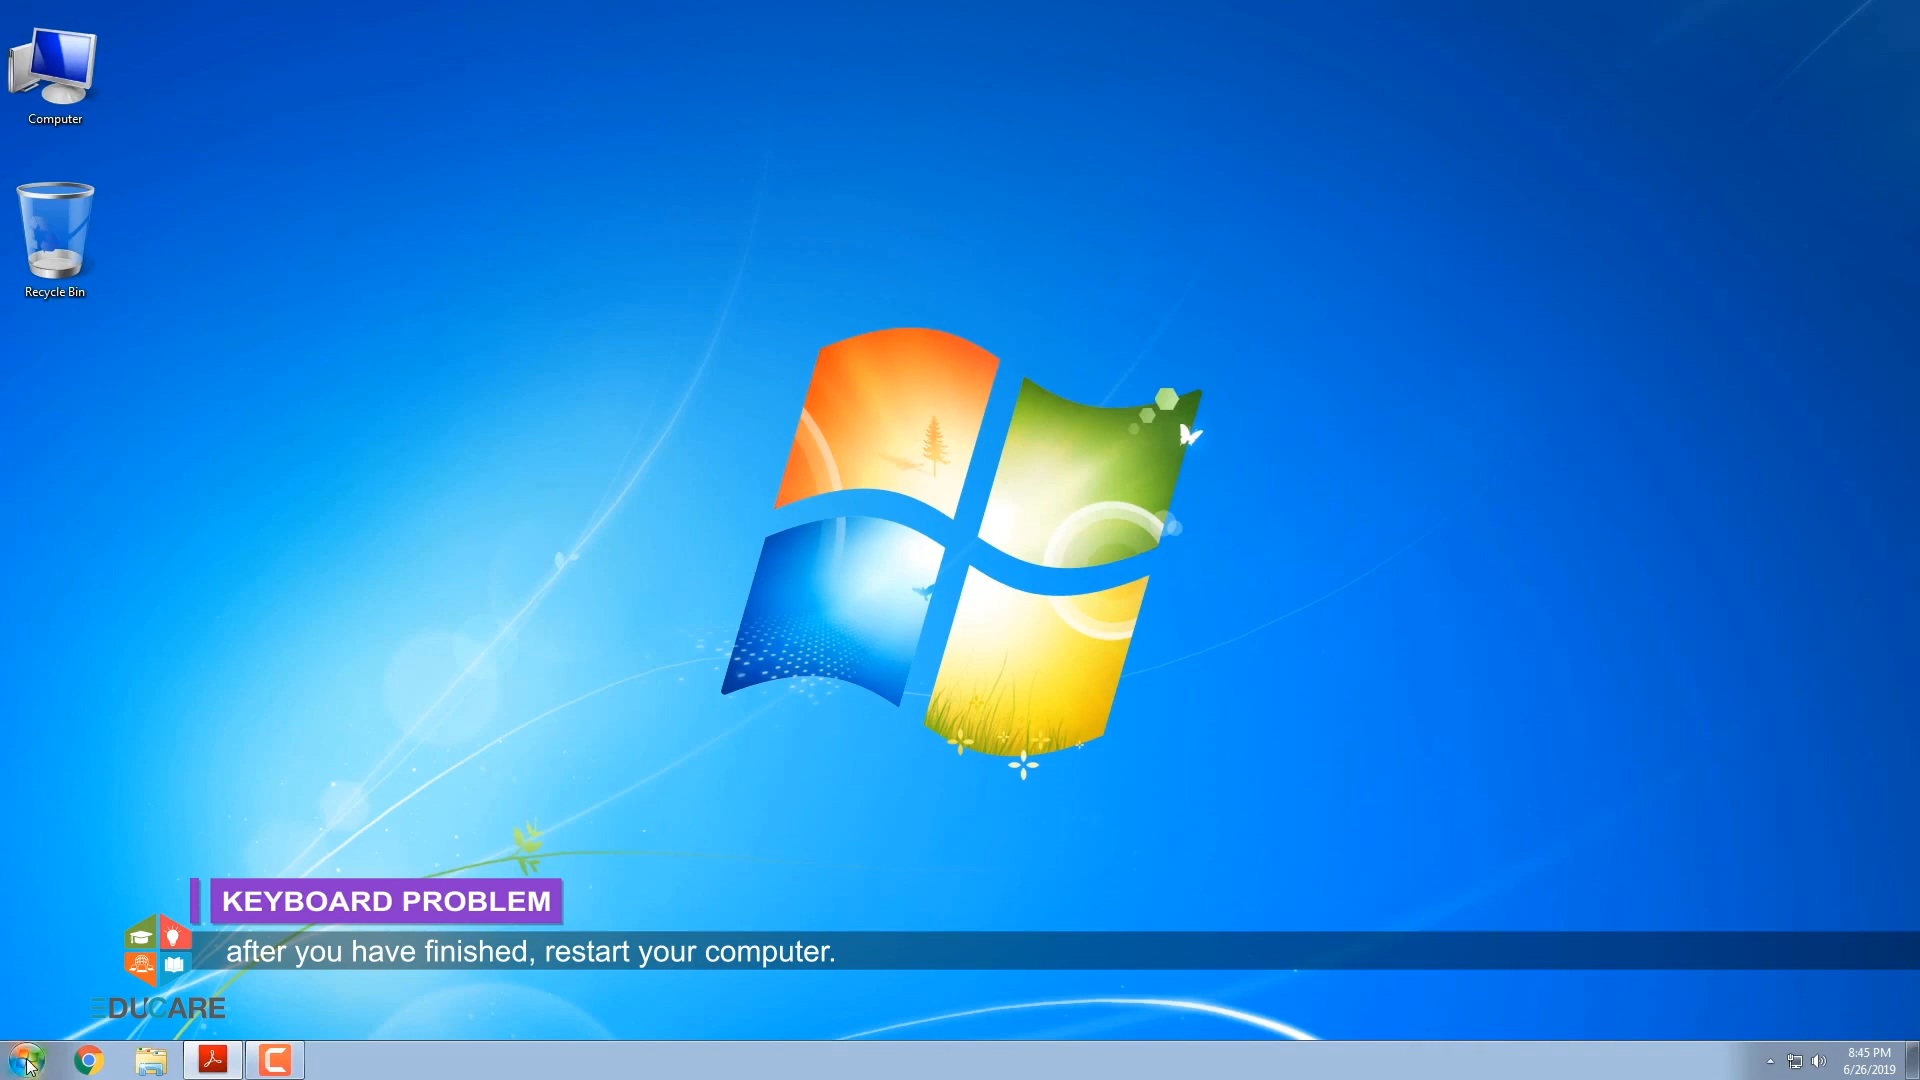 Computer
Recycle Bin
KEYBOARD PROBLEM
after you have finished, restart your computer.
EDUCARE
8:45 PM
6/26/2019